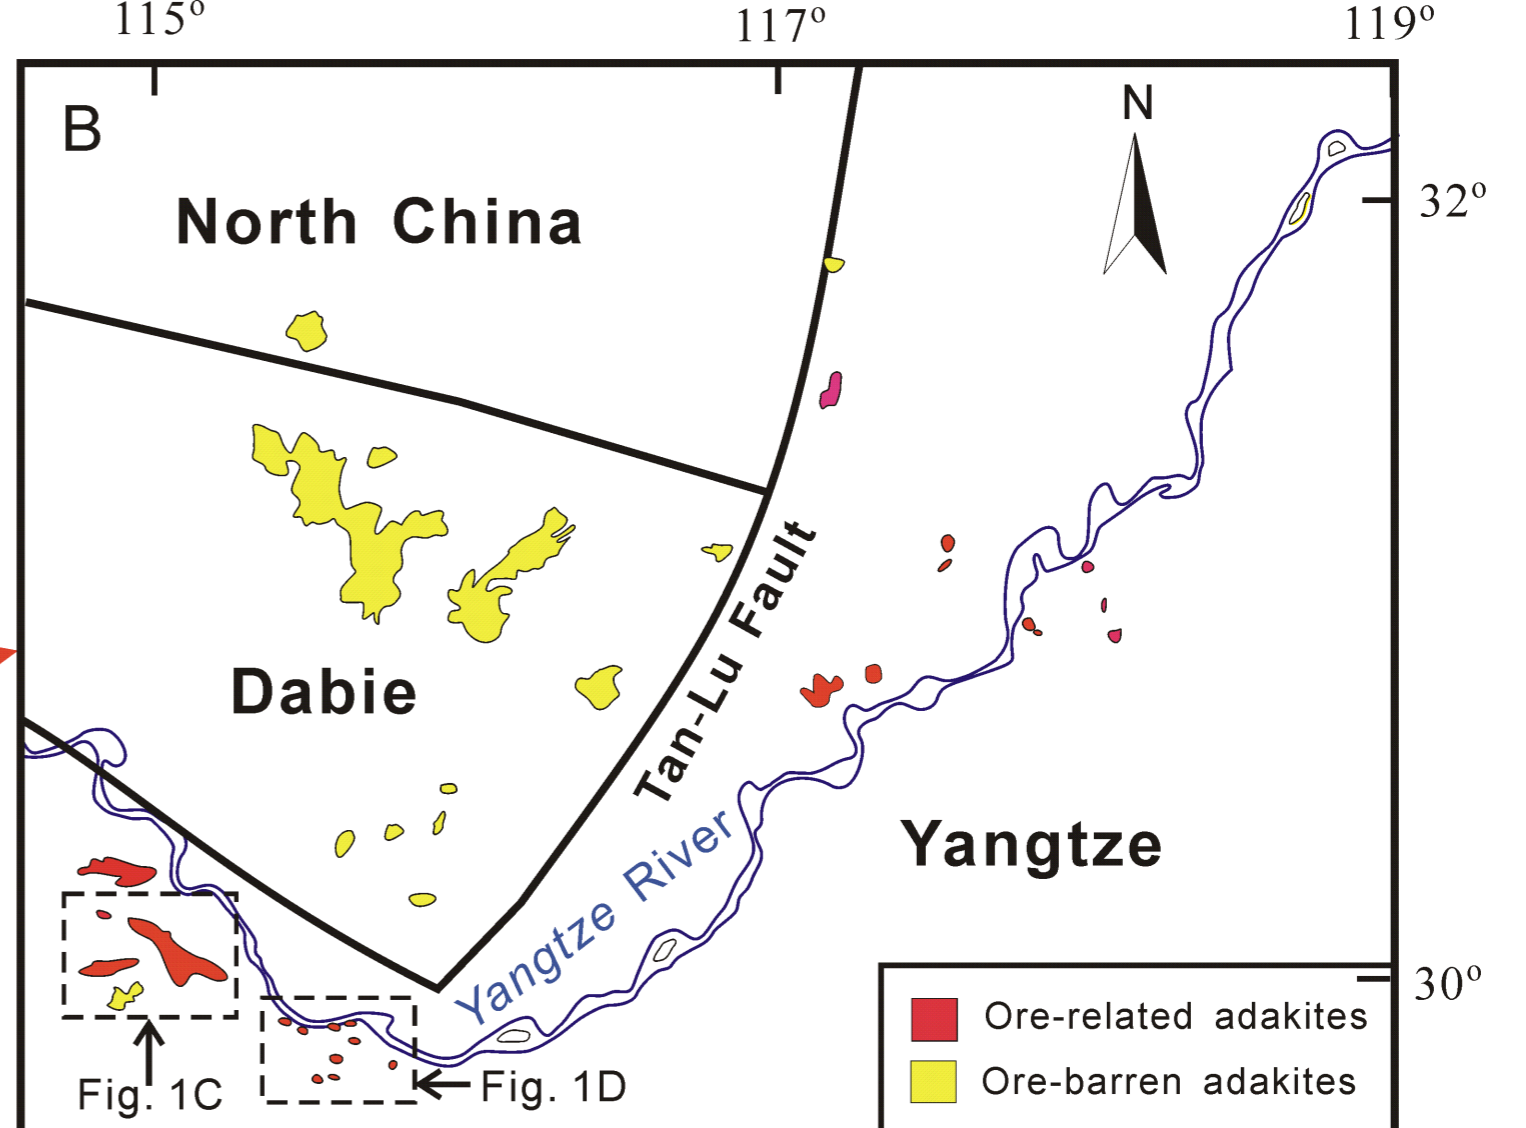 115° 117° 119°
B
N
North China
32°
Dabie
Tan-Lu Fault
Yangtze River
Yangtze
30°
Ore-related adakites
Ore-barren adakites
Fig. 1C
Fig. 1D